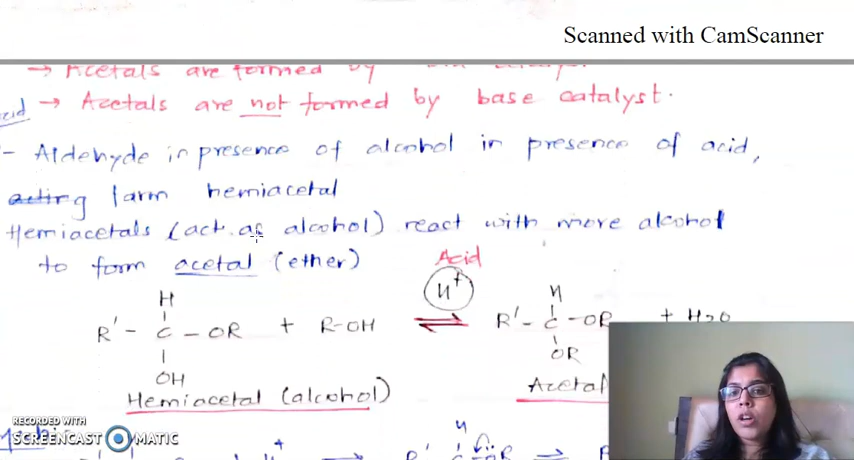 Scanned with CamScanner
→ Acetals are formed by
acid → Acetals are not formed by base catalyst.
- Aldehyde in presence of alcohol in presence of acid,
form hemiacetal
Hemiacetals (act as alcohol) react with more alcohol
to form acetal (ether)
Acid
H H+ H
R' - C - OR + R-OH ⇌ R' - C - OR + H2O
OH OR
Hemiacetal (alcohol) Acetal
RECORDED WITH
SCREENCAST MATIC
H+ H
R' C OR